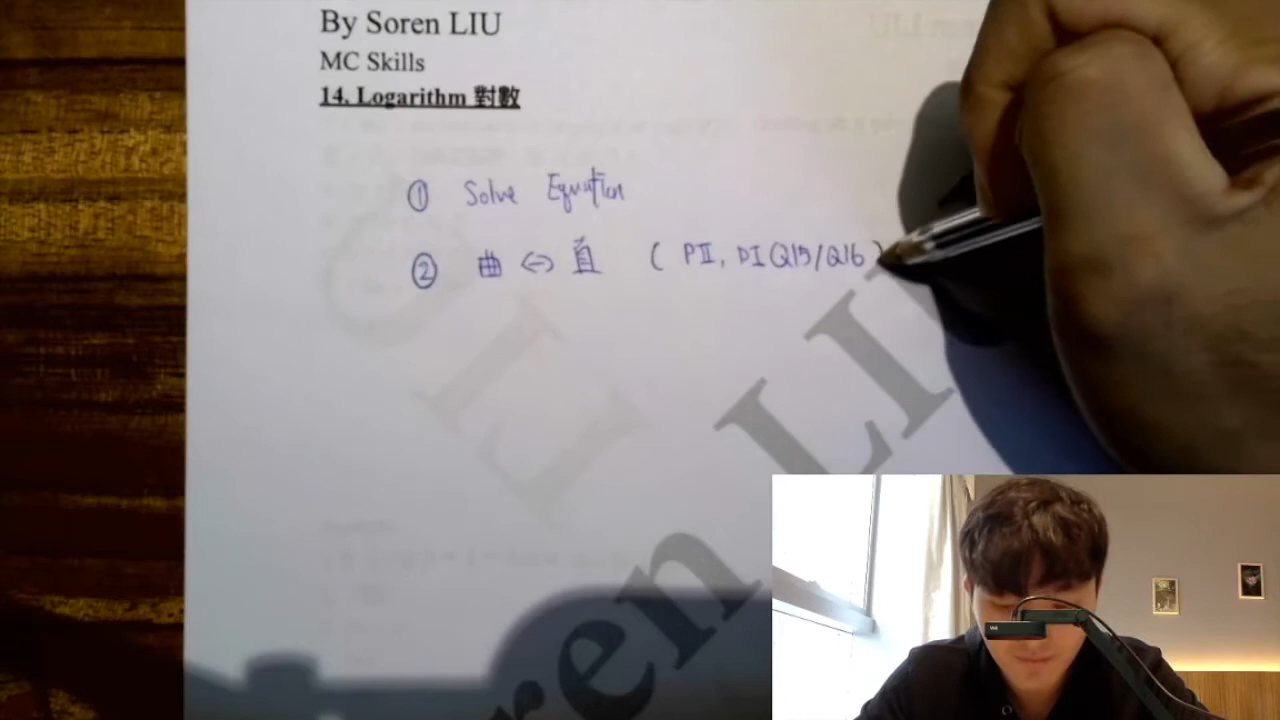 By Soren LIU
MC Skills
14. Logarithm 對數
① Solve Equation
② 曲 <-> 直 ( PII, DI Q15/Q16 )